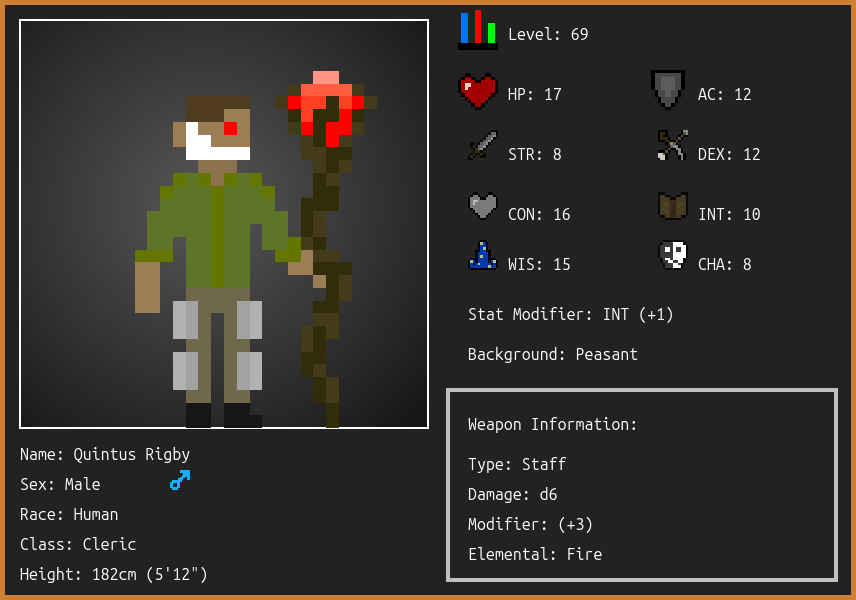 Level: 69
HP: 17
AC: 12
STR: 8
DEX: 12
CON: 16
INT: 10
WIS: 15
CHA: 8
Stat Modifier: INT (+1)
Background: Peasant
Weapon Information:
Type: Staff
Damage: d6
Modifier: (+3)
Elemental: Fire
Name: Quintus Rigby
Sex: Male
Race: Human
Class: Cleric
Height: 182cm (5'12")